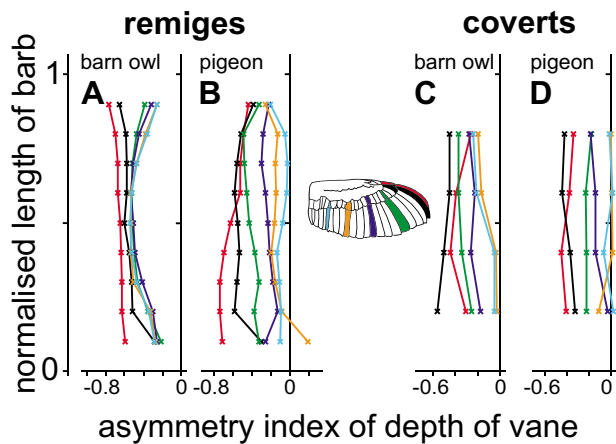 remiges coverts
barn owl pigeon barn owl pigeon
A B C D
normalised length of barb
1
0
-0.8 0 -0.8 0 -0.6 0 -0.6 0
asymmetry index of depth of vane